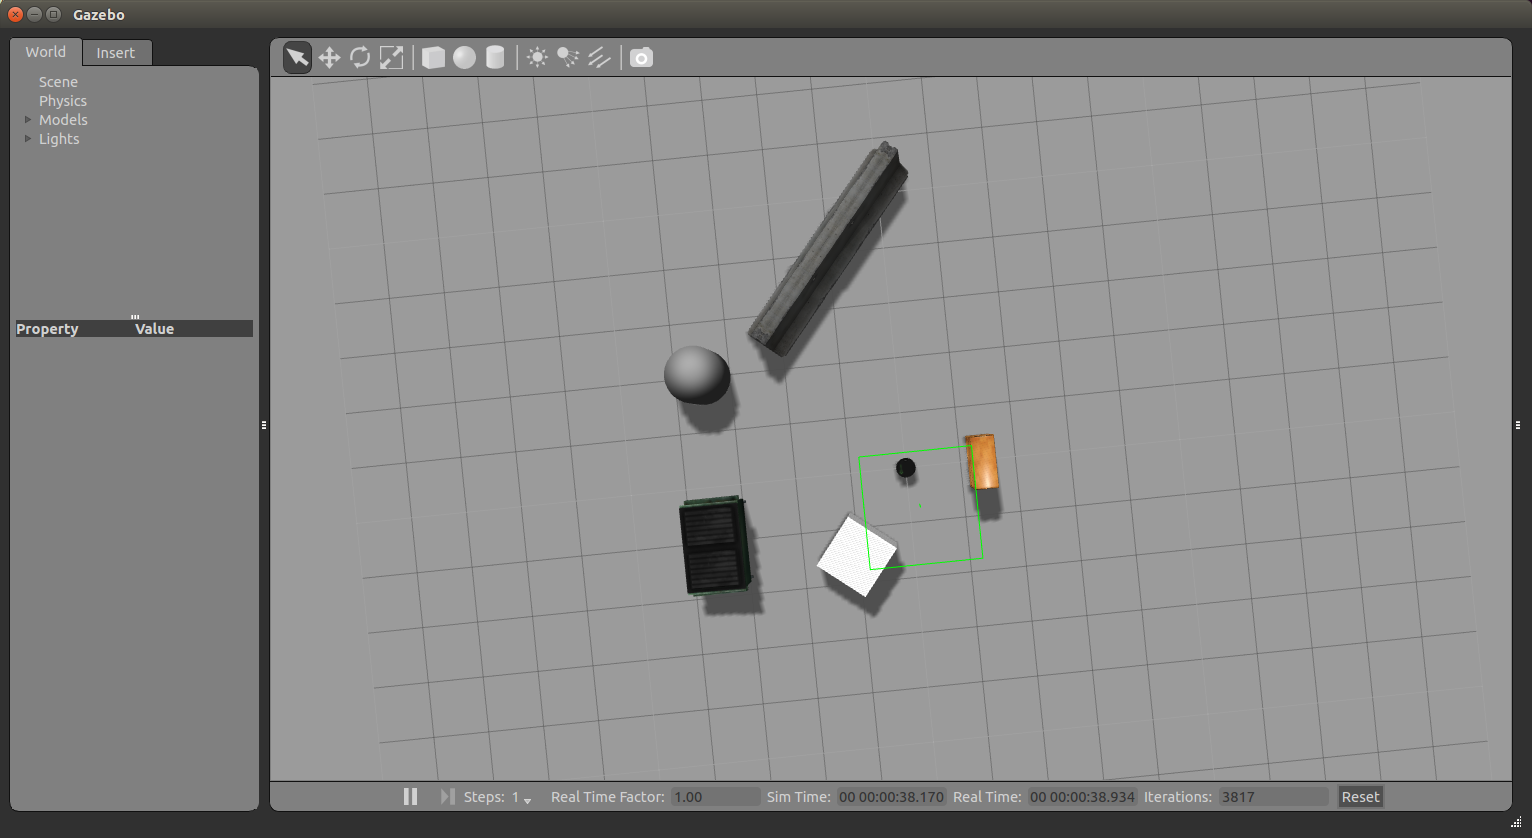 Gazebo
World Insert
Scene
Physics
Models
Lights
Property Value
Steps: 1 Real Time Factor: 1.00 Sim Time: 00 00:00:38.170 Real Time: 00 00:00:38.934 Iterations: 3817 Reset